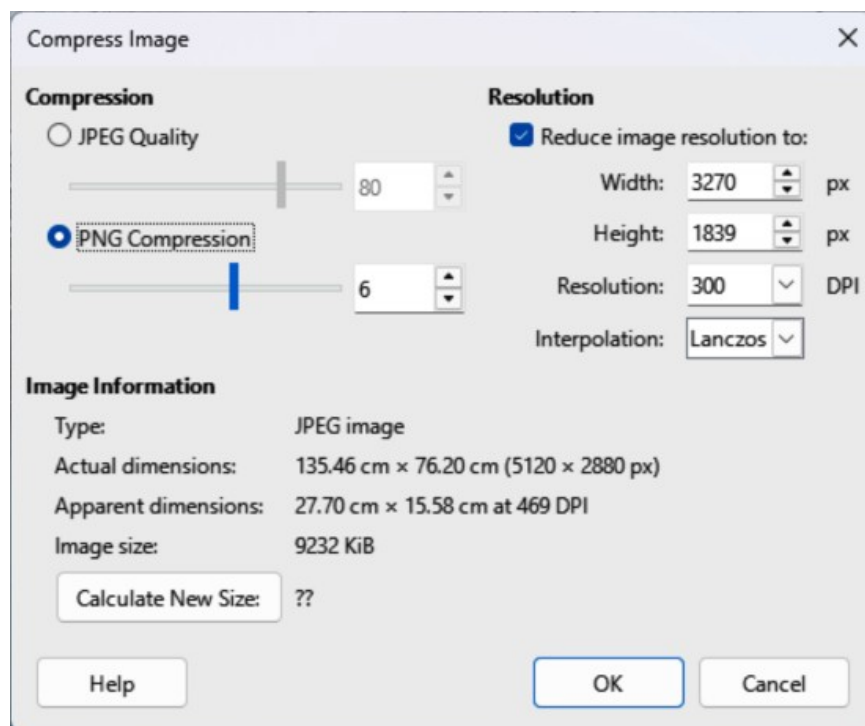 Compress Image
Compression
JPEG Quality
80
PNG Compression
6
Resolution
Reduce image resolution to:
Width: 3270 px
Height: 1839 px
Resolution: 300 DPI
Interpolation: Lanczos
Image Information
Type: JPEG image
Actual dimensions: 135.46 cm × 76.20 cm (5120 × 2880 px)
Apparent dimensions: 27.70 cm × 15.58 cm at 469 DPI
Image size: 9232 KiB
Calculate New Size: ??
Help OK Cancel